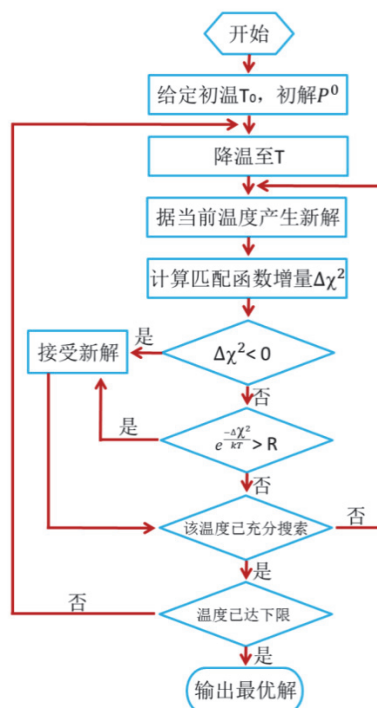 开始
给定初温T₀，初解P⁰
降温至T
据当前温度产生新解
计算匹配函数增量Δχ²
是
接受新解
Δχ²<0
否
是
e^{\frac{-Δχ²}{kT}}> R
否
该温度已充分搜索
否
是
否
温度已达下限
是
输出最优解